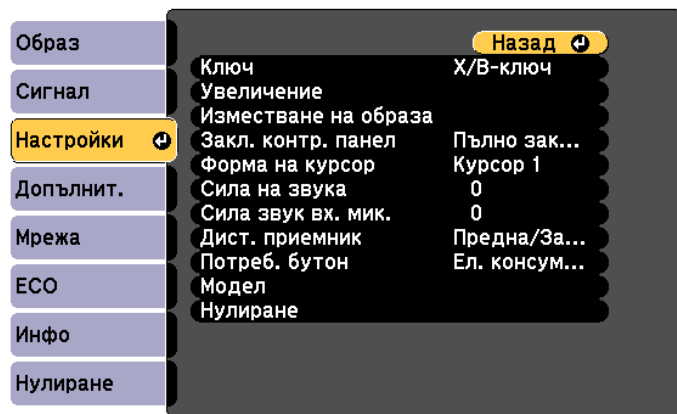 Образ
Сигнал
Настройки
Допълнит.
Мрежа
ECO
Инфо
Нулиране
Назад
Ключ Х/В-ключ
Увеличение
Изместване на образа
Закл. контр. панел Пълно зак...
Форма на курсор Курсор 1
Сила на звука 0
Сила звук вх. мик. 0
Дист. приемник Предна/За...
Потреб. бутон Ел. консум...
Модел
Нулиране